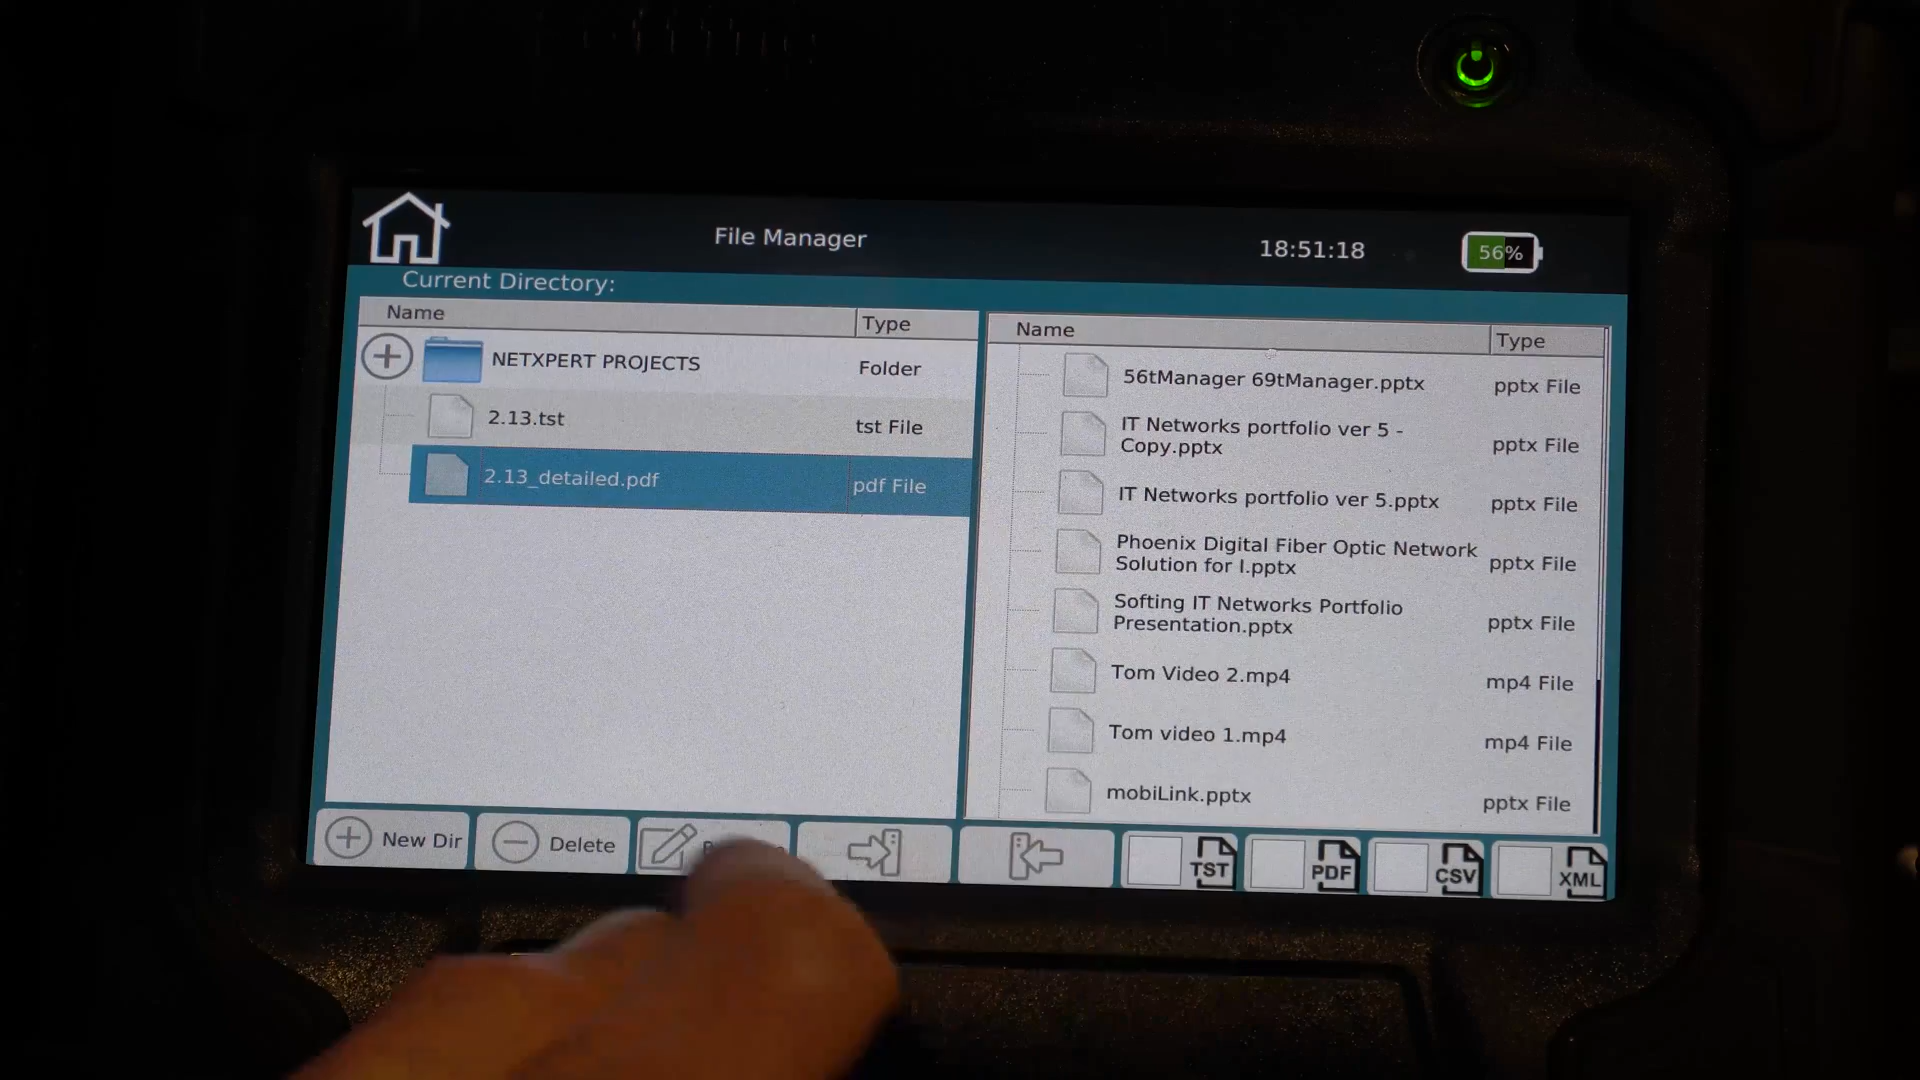 File Manager
18:51:18
56%
Current Directory:
Name Type
NETXPERT PROJECTS Folder
2.13.tst tst File
2.13_detailed.pdf pdf File
Name Type
56tManager 69tManager.pptx pptx File
IT Networks portfolio ver 5 -
Copy.pptx pptx File
IT Networks portfolio ver 5.pptx pptx File
Phoenix Digital Fiber Optic Network
Solution for I.pptx pptx File
Softing IT Networks Portfolio
Presentation.pptx pptx File
Tom Video 2.mp4 mp4 File
Tom video 1.mp4 mp4 File
mobiLink.pptx pptx File
New Dir
Delete
TST
PDF
CSV
XML